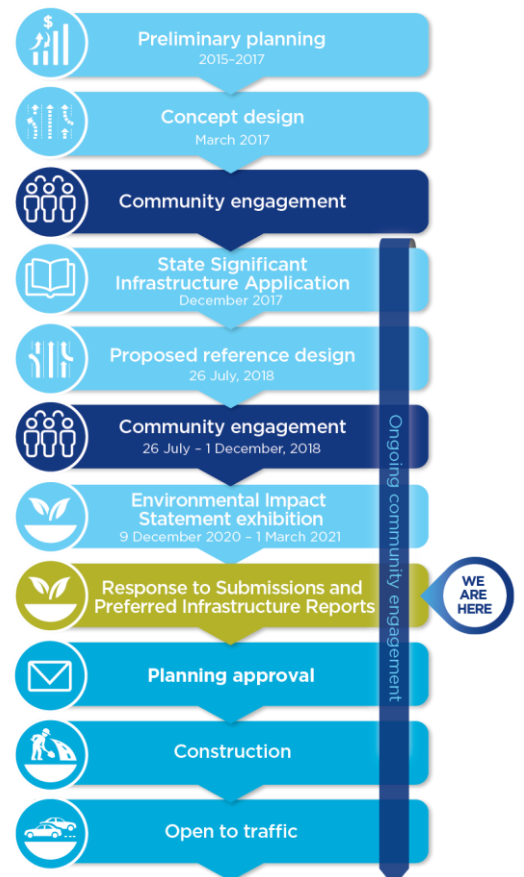 $
Preliminary planning
2015–2017
Concept design
March 2017
Community engagement
State Significant
Infrastructure Application
December 2017
Proposed reference design
26 July, 2018
Community engagement
26 July – 1 December, 2018
Environmental Impact
Statement exhibition
9 December 2020 – 1 March 2021
Response to Submissions and
Preferred Infrastructure Reports
WE
ARE
HERE
Planning approval
Construction
Open to traffic
Ongoing community engagement